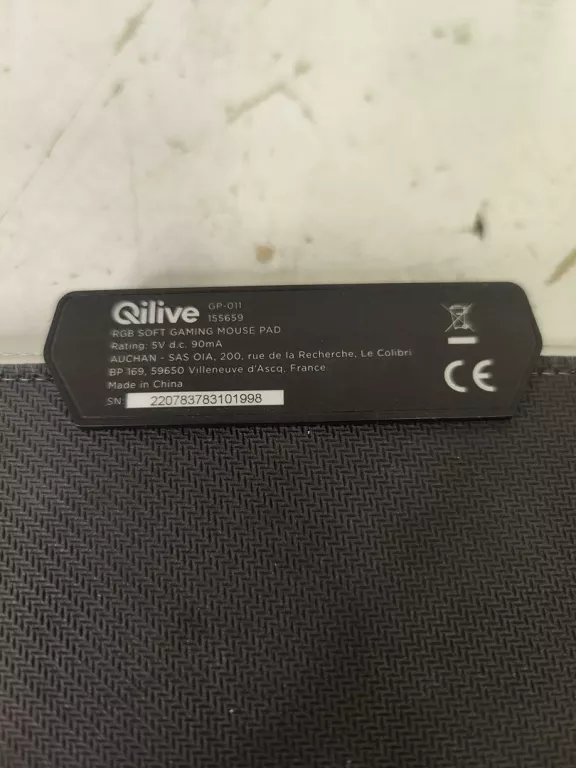 Qilive GP-011
155659
RGB SOFT GAMING MOUSE PAD
Rating: 5V d.c. 90mA
AUCHAN - SAS OIA, 200, rue de la Recherche, Le Colibri
BP 169, 59650 Villeneuve d'Ascq, France
Made in China
SN: 220783783101998
CE